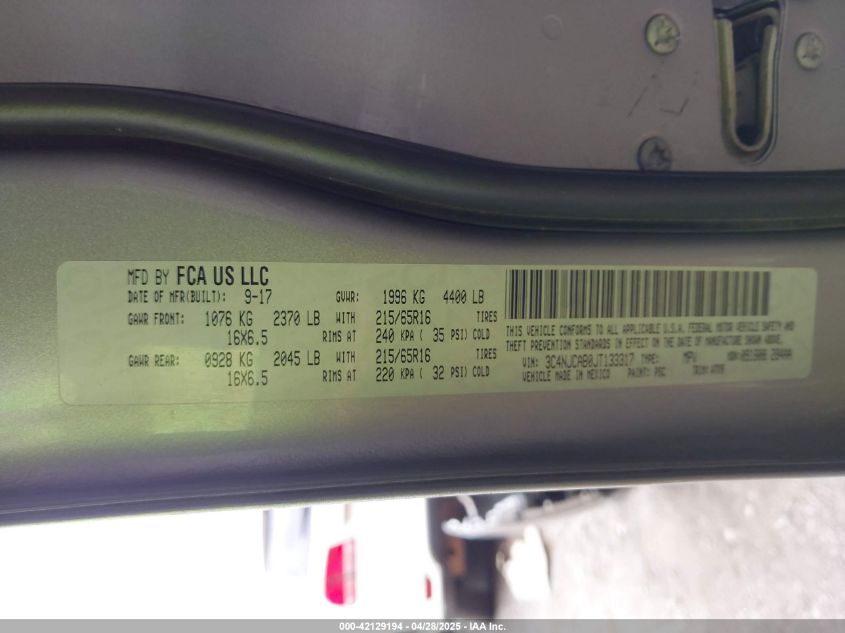 MFD BY FCA US LLC
DATE OF MFR(BUILT): 9-17 GVWR: 1996 KG 4400 LB
GAWR FRONT: 1076 KG 2370 LB WITH 215/65R16 TIRES
16X6.5 RIMS AT 240 KPA ( 35 PSI) COLD
GAWR REAR: 0928 KG 2045 LB WITH 215/65R16 TIRES
16X6.5 RIMS AT 220 KPA ( 32 PSI) COLD
THIS VEHICLE CONFORMS TO ALL APPLICABLE U.S.A. FEDERAL MOTOR VEHICLE SAFETY AND
THEFT PREVENTION STANDARDS IN EFFECT ON THE DATE OF MANUFACTURE SHOWN ABOVE.
VIN: 3C4NJCAB0JT133317 TYPE: MPV MDH:
VEHICLE MADE IN MEXICO PAINT: PSC TRIM:
000-42129194 - 04/28/2025 - IAA Inc.